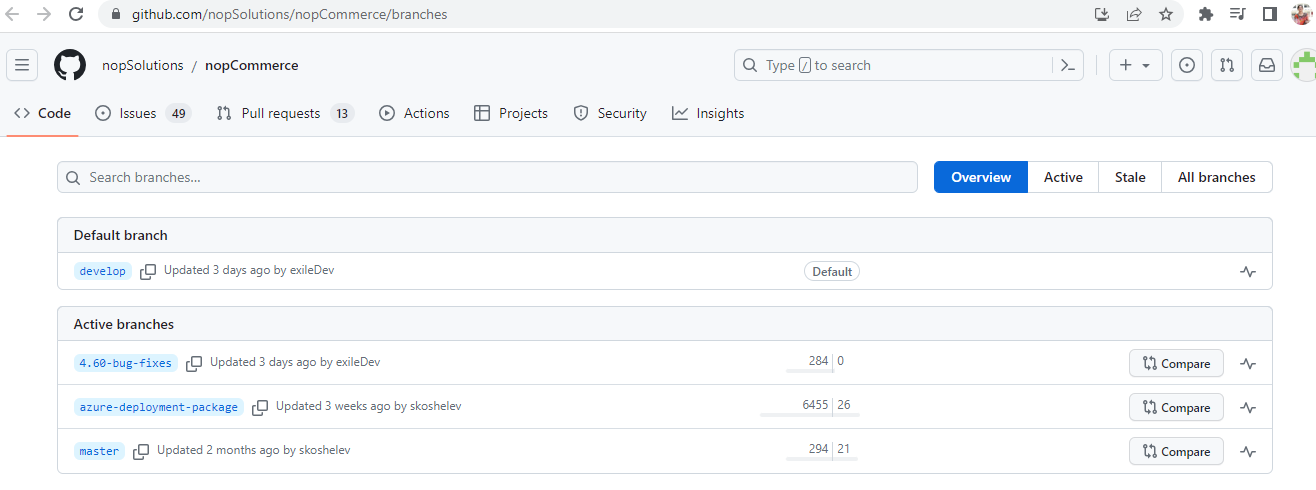 github.com/nopSolutions/nopCommerce/branches
nopSolutions / nopCommerce
Type / to search
Code Issues 49 Pull requests 13 Actions Projects Security Insights
Search branches... Overview Active Stale All branches
Default branch
develop Updated 3 days ago by exileDev Default
Active branches
4.60-bug-fixes Updated 3 days ago by exileDev 284 0 Compare
azure-deployment-package Updated 3 weeks ago by skoshelev 6455 26 Compare
master Updated 2 months ago by skoshelev 294 21 Compare